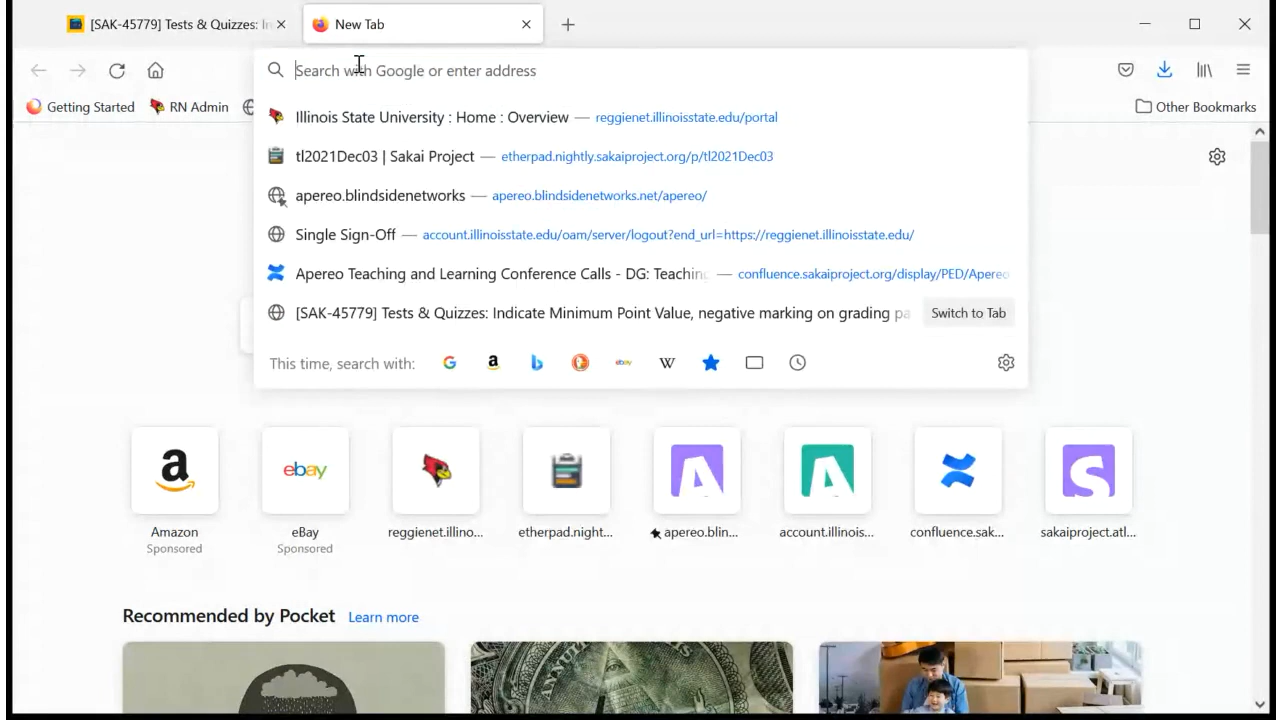 [SAK-45779] Tests & Quizzes: In
New Tab
Search with Google or enter address
Getting Started
RN Admin
Other Bookmarks
Illinois State University : Home : Overview — reggienet.illinoisstate.edu/portal
tl2021Dec03 | Sakai Project — etherpad.nightly.sakaiproject.org/p/tl2021Dec03
apereo.blindsidenetworks — apereo.blindsidenetworks.net/apereo/
Single Sign-Off — account.illinoisstate.edu/oam/server/logout?end_url=https://reggienet.illinoisstate.edu/
Apereo Teaching and Learning Conference Calls - DG: Teaching — confluence.sakaiproject.org/display/PED/Apereo
[SAK-45779] Tests & Quizzes: Indicate Minimum Point Value, negative marking on grading pa Switch to Tab
This time, search with:
a
ebay
W
a
ebay
Amazon
Sponsored
eBay
Sponsored
reggienet.illino...
etherpad.night...
apereo.blin...
account.illinois...
confluence.sak...
sakaiproject.atl...
Recommended by Pocket Learn more